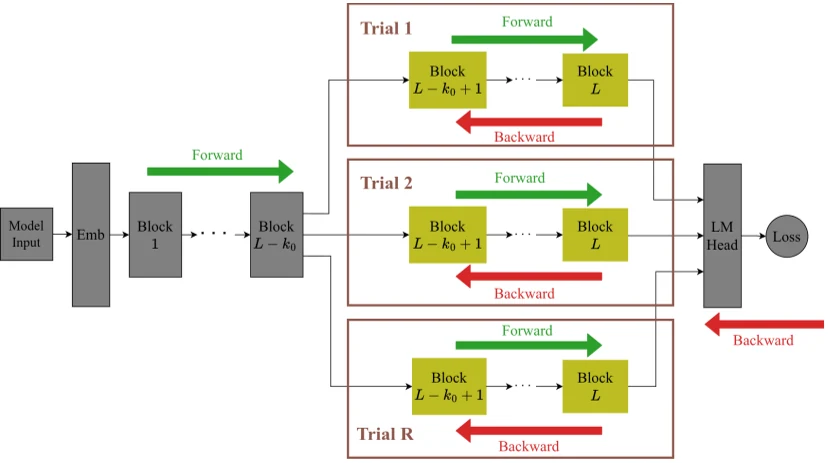 Model
Input
Emb
Forward
Block
1
· · ·
Block
L − k₀
Trial 1
Forward
Block
L − k₀ + 1
· · ·
Block
L
Backward
Trial 2
Forward
Block
L − k₀ + 1
· · ·
Block
L
Backward
Forward
Block
L − k₀ + 1
· · ·
Block
L
Trial R
Backward
LM
Head
Loss
Backward